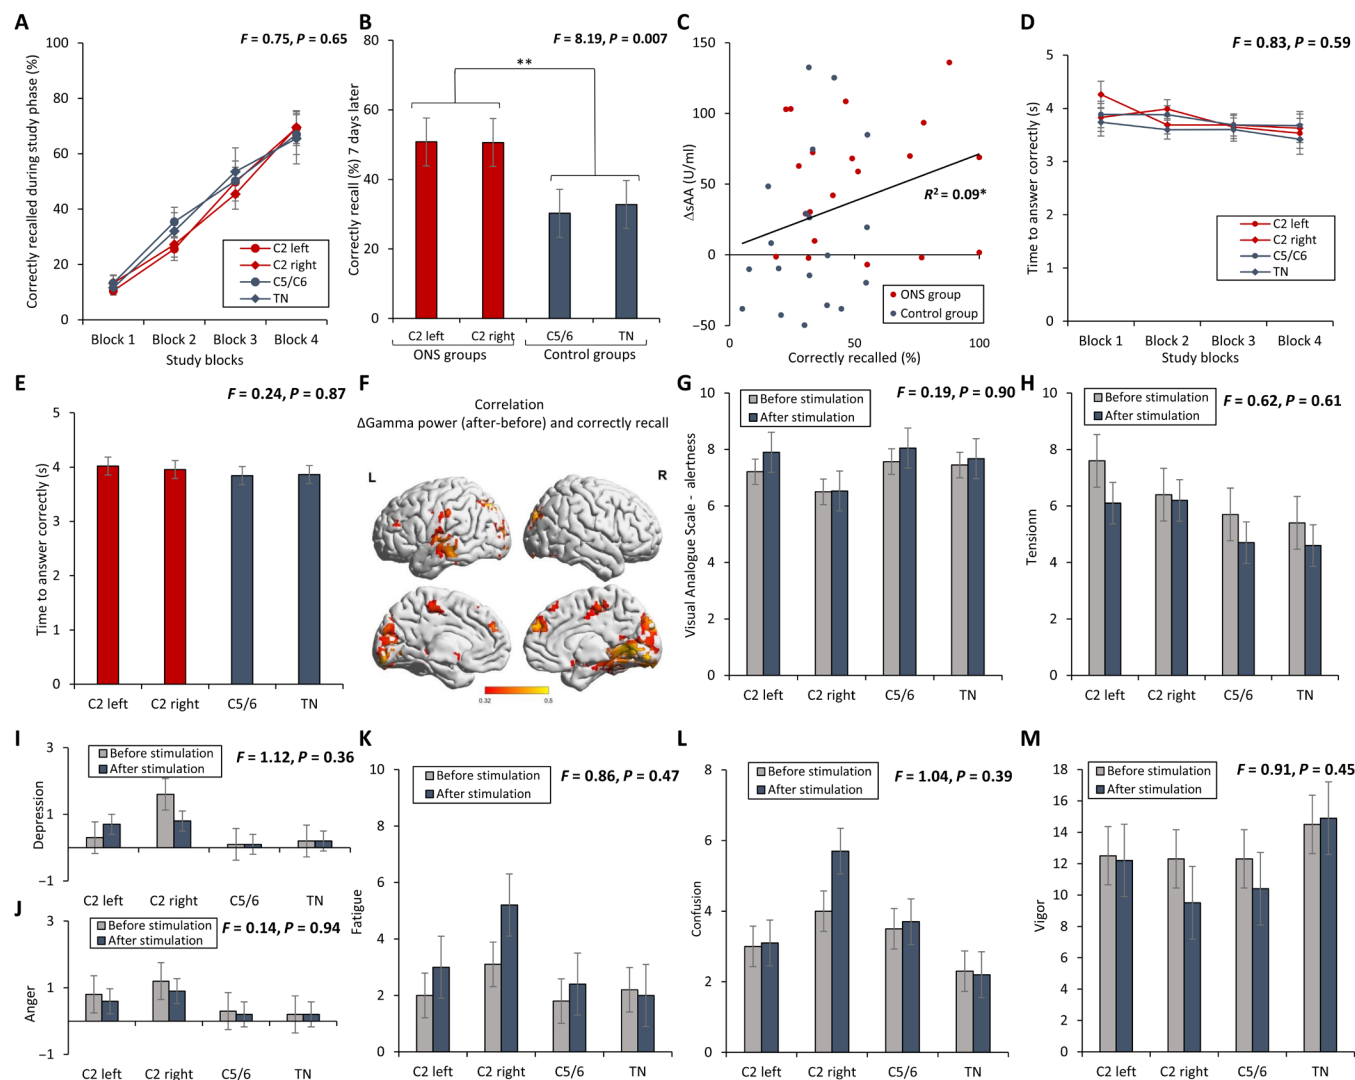 A
F = 0.75, P = 0.65
Correctly recalled during study phase (%)
100
80
60
40
20
0
C2 left
C2 right
C5/C6
TN
Block 1 Block 2 Block 3 Block 4
Study blocks
B
F = 8.19, P = 0.007
**
Correctly recall (%) 7 days later
80
60
40
20
0
C2 left C2 right C5/6 TN
ONS groups Control groups
C
ΔsAA (U/ml)
150
100
50
0
−50
R² = 0.09*
ONS group
Control group
0 50 100
Correctly recalled (%)
D
F = 0.83, P = 0.59
Time to answer correctly (s)
5
4
3
2
1
0
C2 left
C2 right
C5/C6
TN
Block 1 Block 2 Block 3 Block 4
Study blocks
E
F = 0.24, P = 0.87
Time to answer correctly (s)
5
4
3
2
1
0
C2 left C2 right C5/6 TN
F
Correlation
ΔGamma power (after-before) and correctly recall
L R
0.32 0.5
G
F = 0.19, P = 0.90
Before stimulation
After stimulation
Visual Analogue Scale - alertness
10
8
6
4
2
0
C2 left C2 right C5/6 TN
H
F = 0.62, P = 0.61
Before stimulation
After stimulation
Tensionn
10
8
6
4
2
0
C2 left C2 right C5/6 TN
I
F = 1.12, P = 0.36
Before stimulation
After stimulation
Depression
3
1
−1
C2 left C2 right C5/6 TN
J
F = 0.14, P = 0.94
Before stimulation
After stimulation
Anger
3
1
−1
C2 left C2 right C5/6 TN
K
F = 0.86, P = 0.47
Before stimulation
After stimulation
Fatigue
10
8
6
4
2
0
C2 left C2 right C5/6 TN
L
F = 1.04, P = 0.39
Before stimulation
After stimulation
Confusion
8
6
4
2
0
C2 left C2 right C5/6 TN
M
F = 0.91, P = 0.45
Before stimulation
After stimulation
Vigor
18
16
14
12
10
8
6
4
2
0
C2 left C2 right C5/6 TN